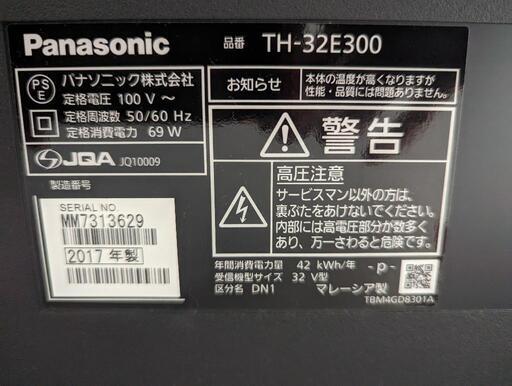 Panasonic
品番 TH-32E300
PS
E
パナソニック株式会社
定格電圧 100 V ～
定格周波数 50/60 Hz
定格消費電力 69 W
JQA JQ10009
製造番号
SERIAL NO
MM7313629
2017 年製
お知らせ
本体の温度が高くなりますが
性能・品質には問題ありません。
警告
高圧注意
サービスマン以外の方は、
裏ぶたをあけないでください。
内部には高電圧部分が数多く
あり、万一さわると危険です。
年間消費電力量 42 kWh/年
受信機型サイズ 32 V型
区分名 DN1
- p -
マレーシア製
TBM4GD8301A